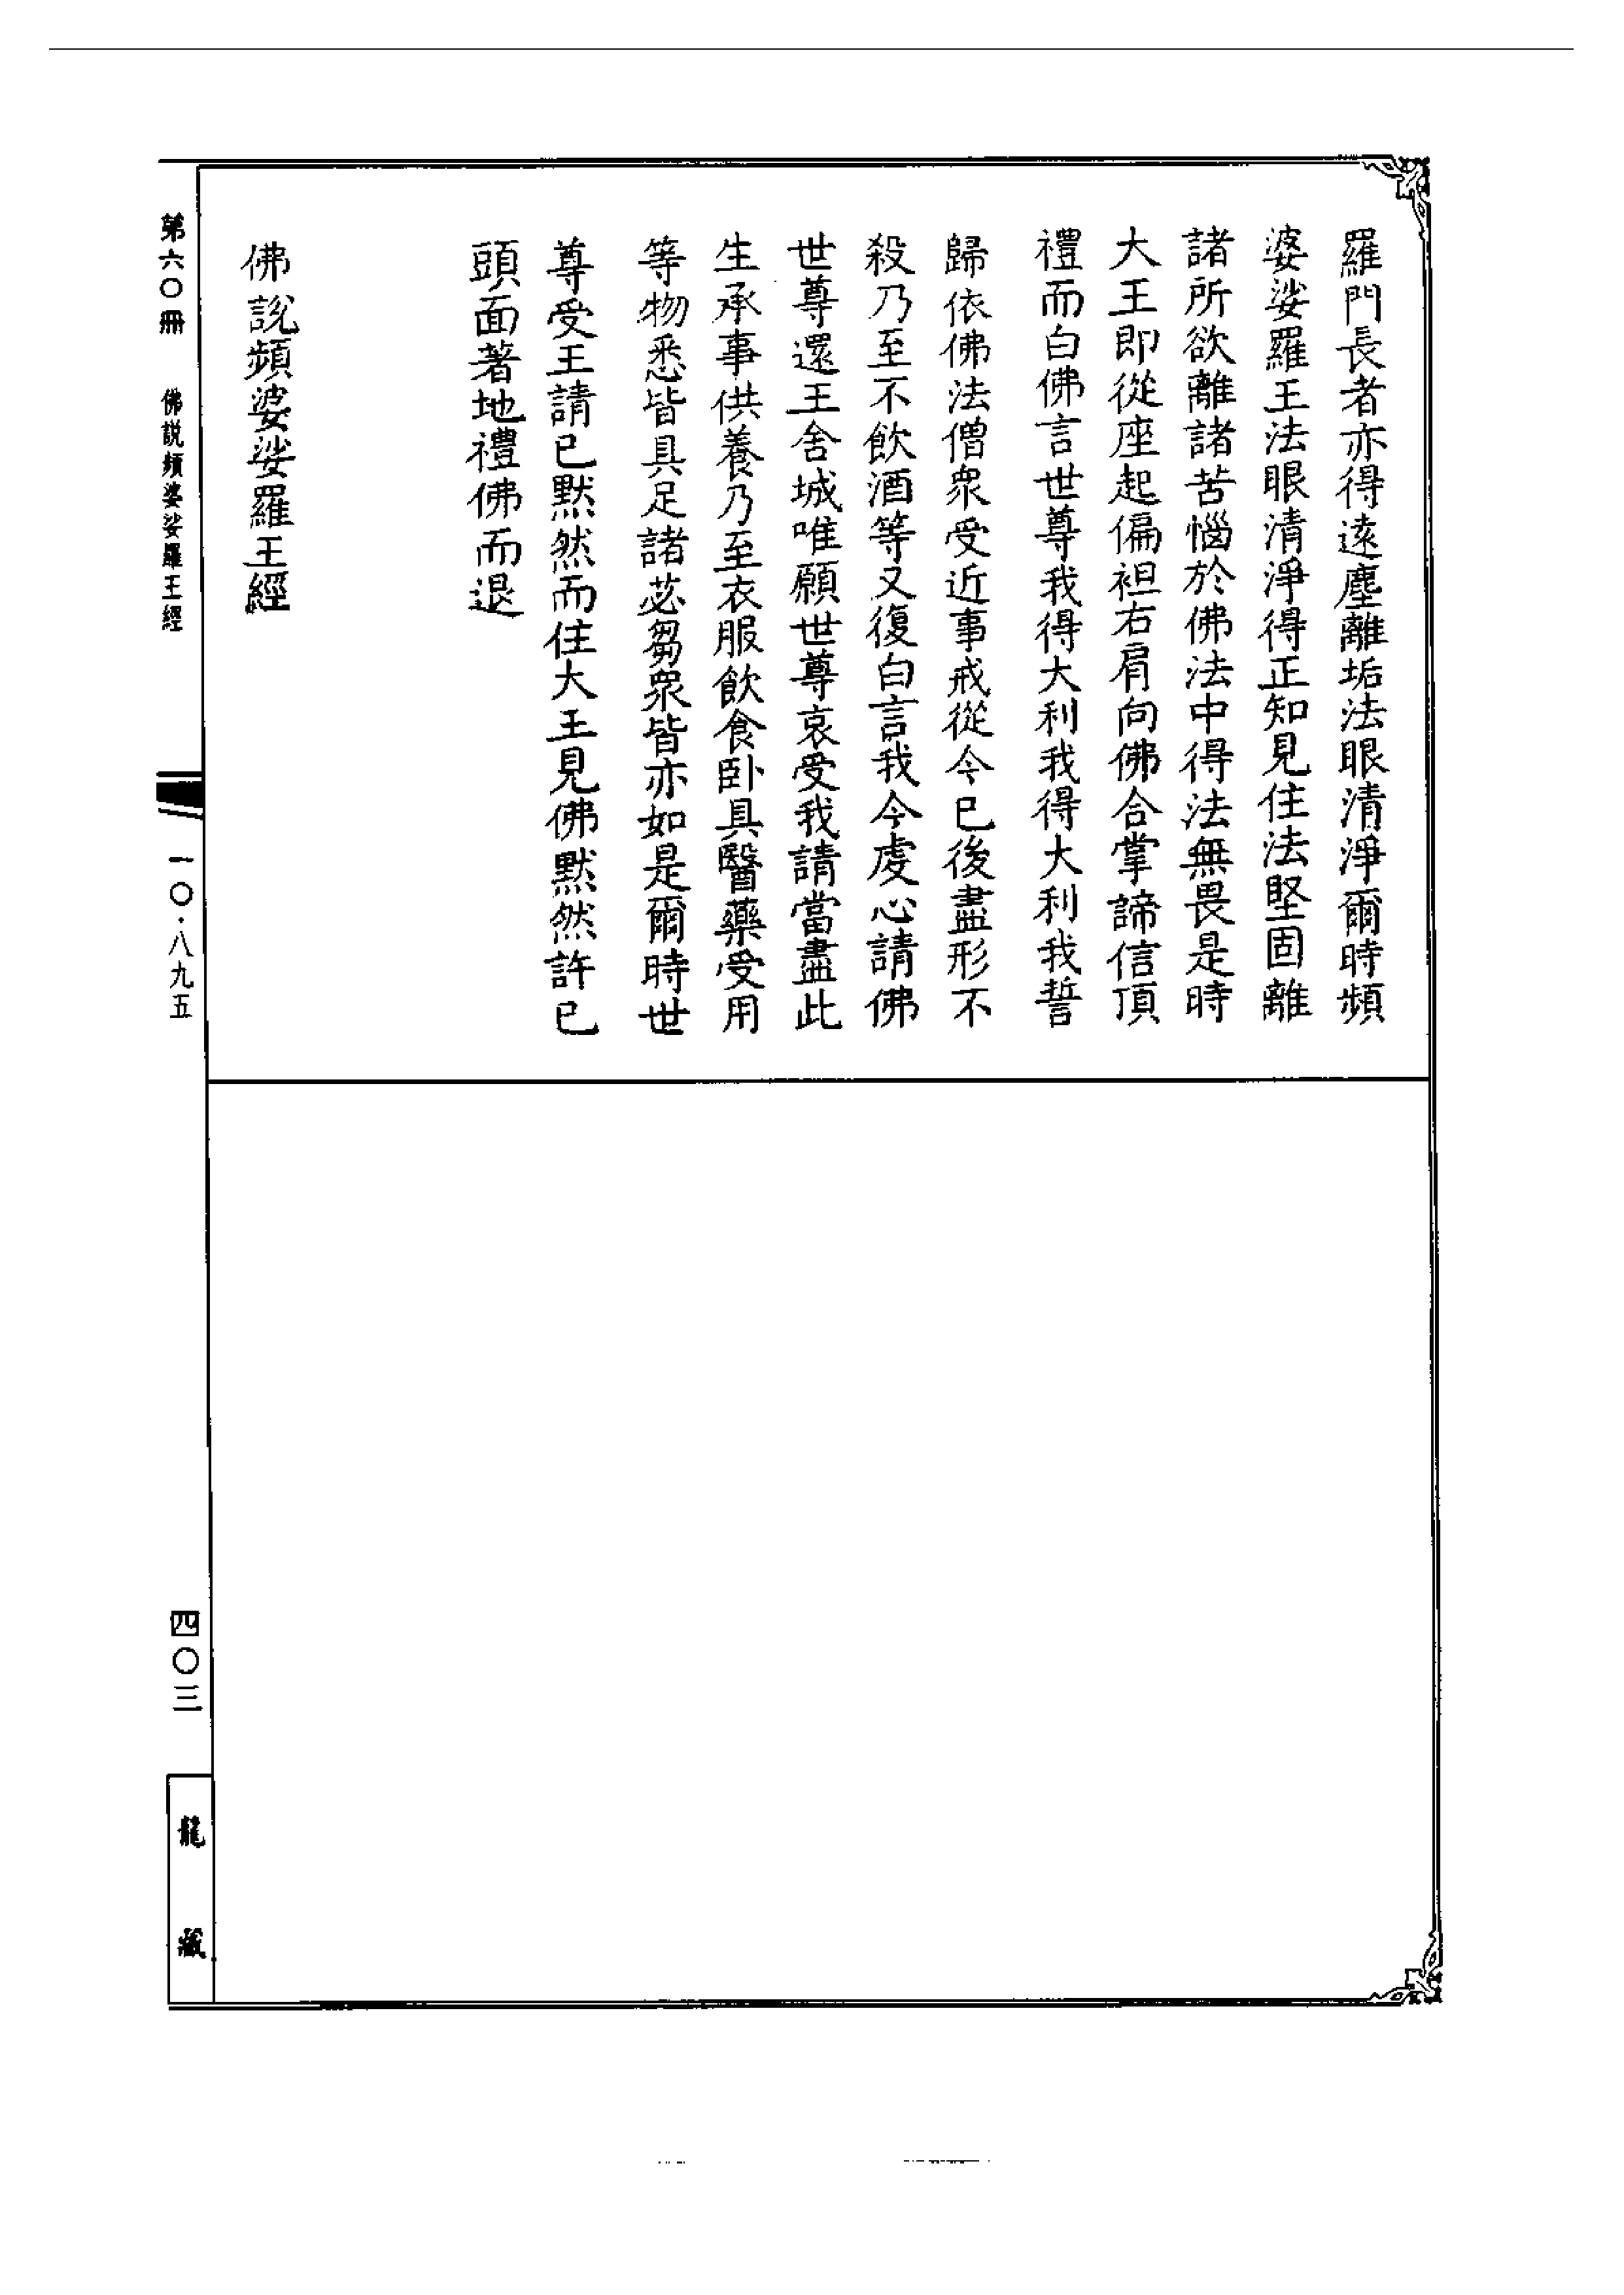 羅門長者亦得遠塵離垢法眼清淨爾時頻
婆娑羅王法眼清淨得正知見住法堅固離
諸所欲離諸苦惱於佛法中得法無畏是時
大王即從座起偏袒右肩向佛合掌諦信頂
禮而白佛言世尊我得大利我得大利我誓
歸依佛法僧眾受近事戒從今已後盡形不
殺乃至不飲酒等又復白言我今虔心請佛
世尊還王舍城唯願世尊哀受我請當盡此
生承事供養乃至衣服飲食臥具醫藥受用
等物悉皆具足諸苾芻眾皆亦如是爾時世
尊受王請已默然而住大王見佛默然許已
頭面著地禮佛而退
佛說頻婆娑羅王經
第六〇冊 佛説頻婆娑羅王經
一〇·八九五
四〇三
龍藏